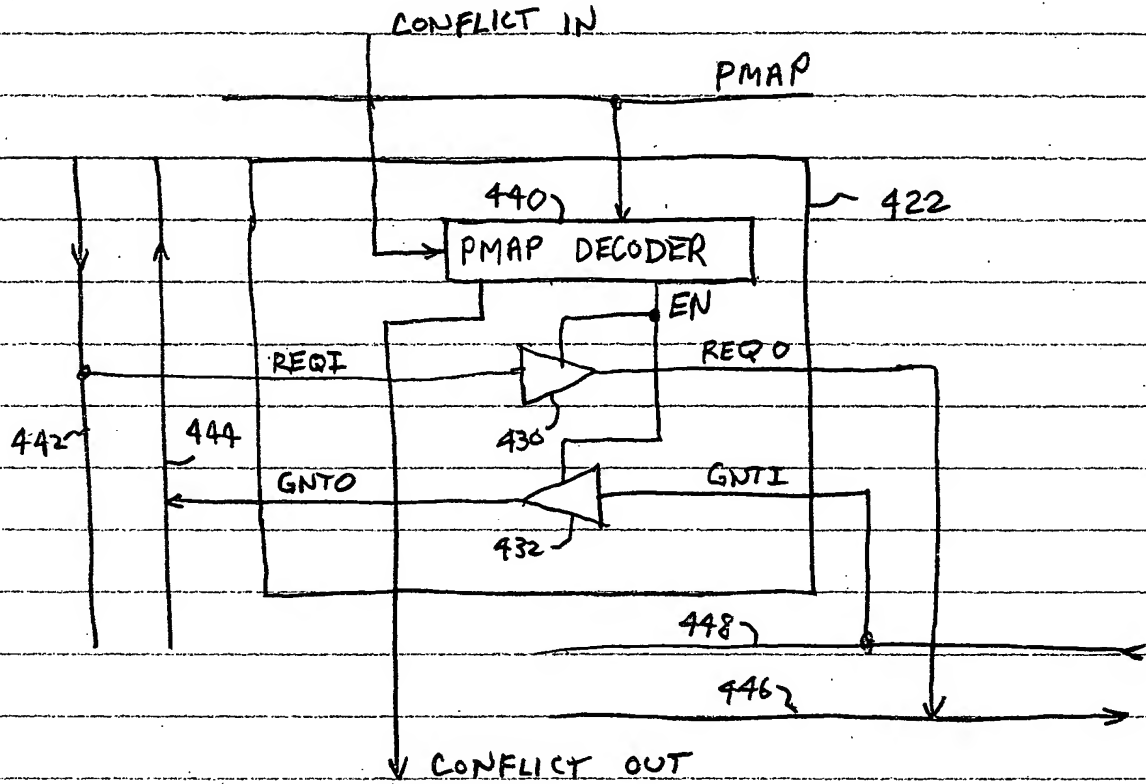 CONFLICT IN
PMAP
440
422
PMAP DECODER
EN
REQI
REQO
442
444
430
GNTO
GNTI
432
448
446
CONFLICT OUT